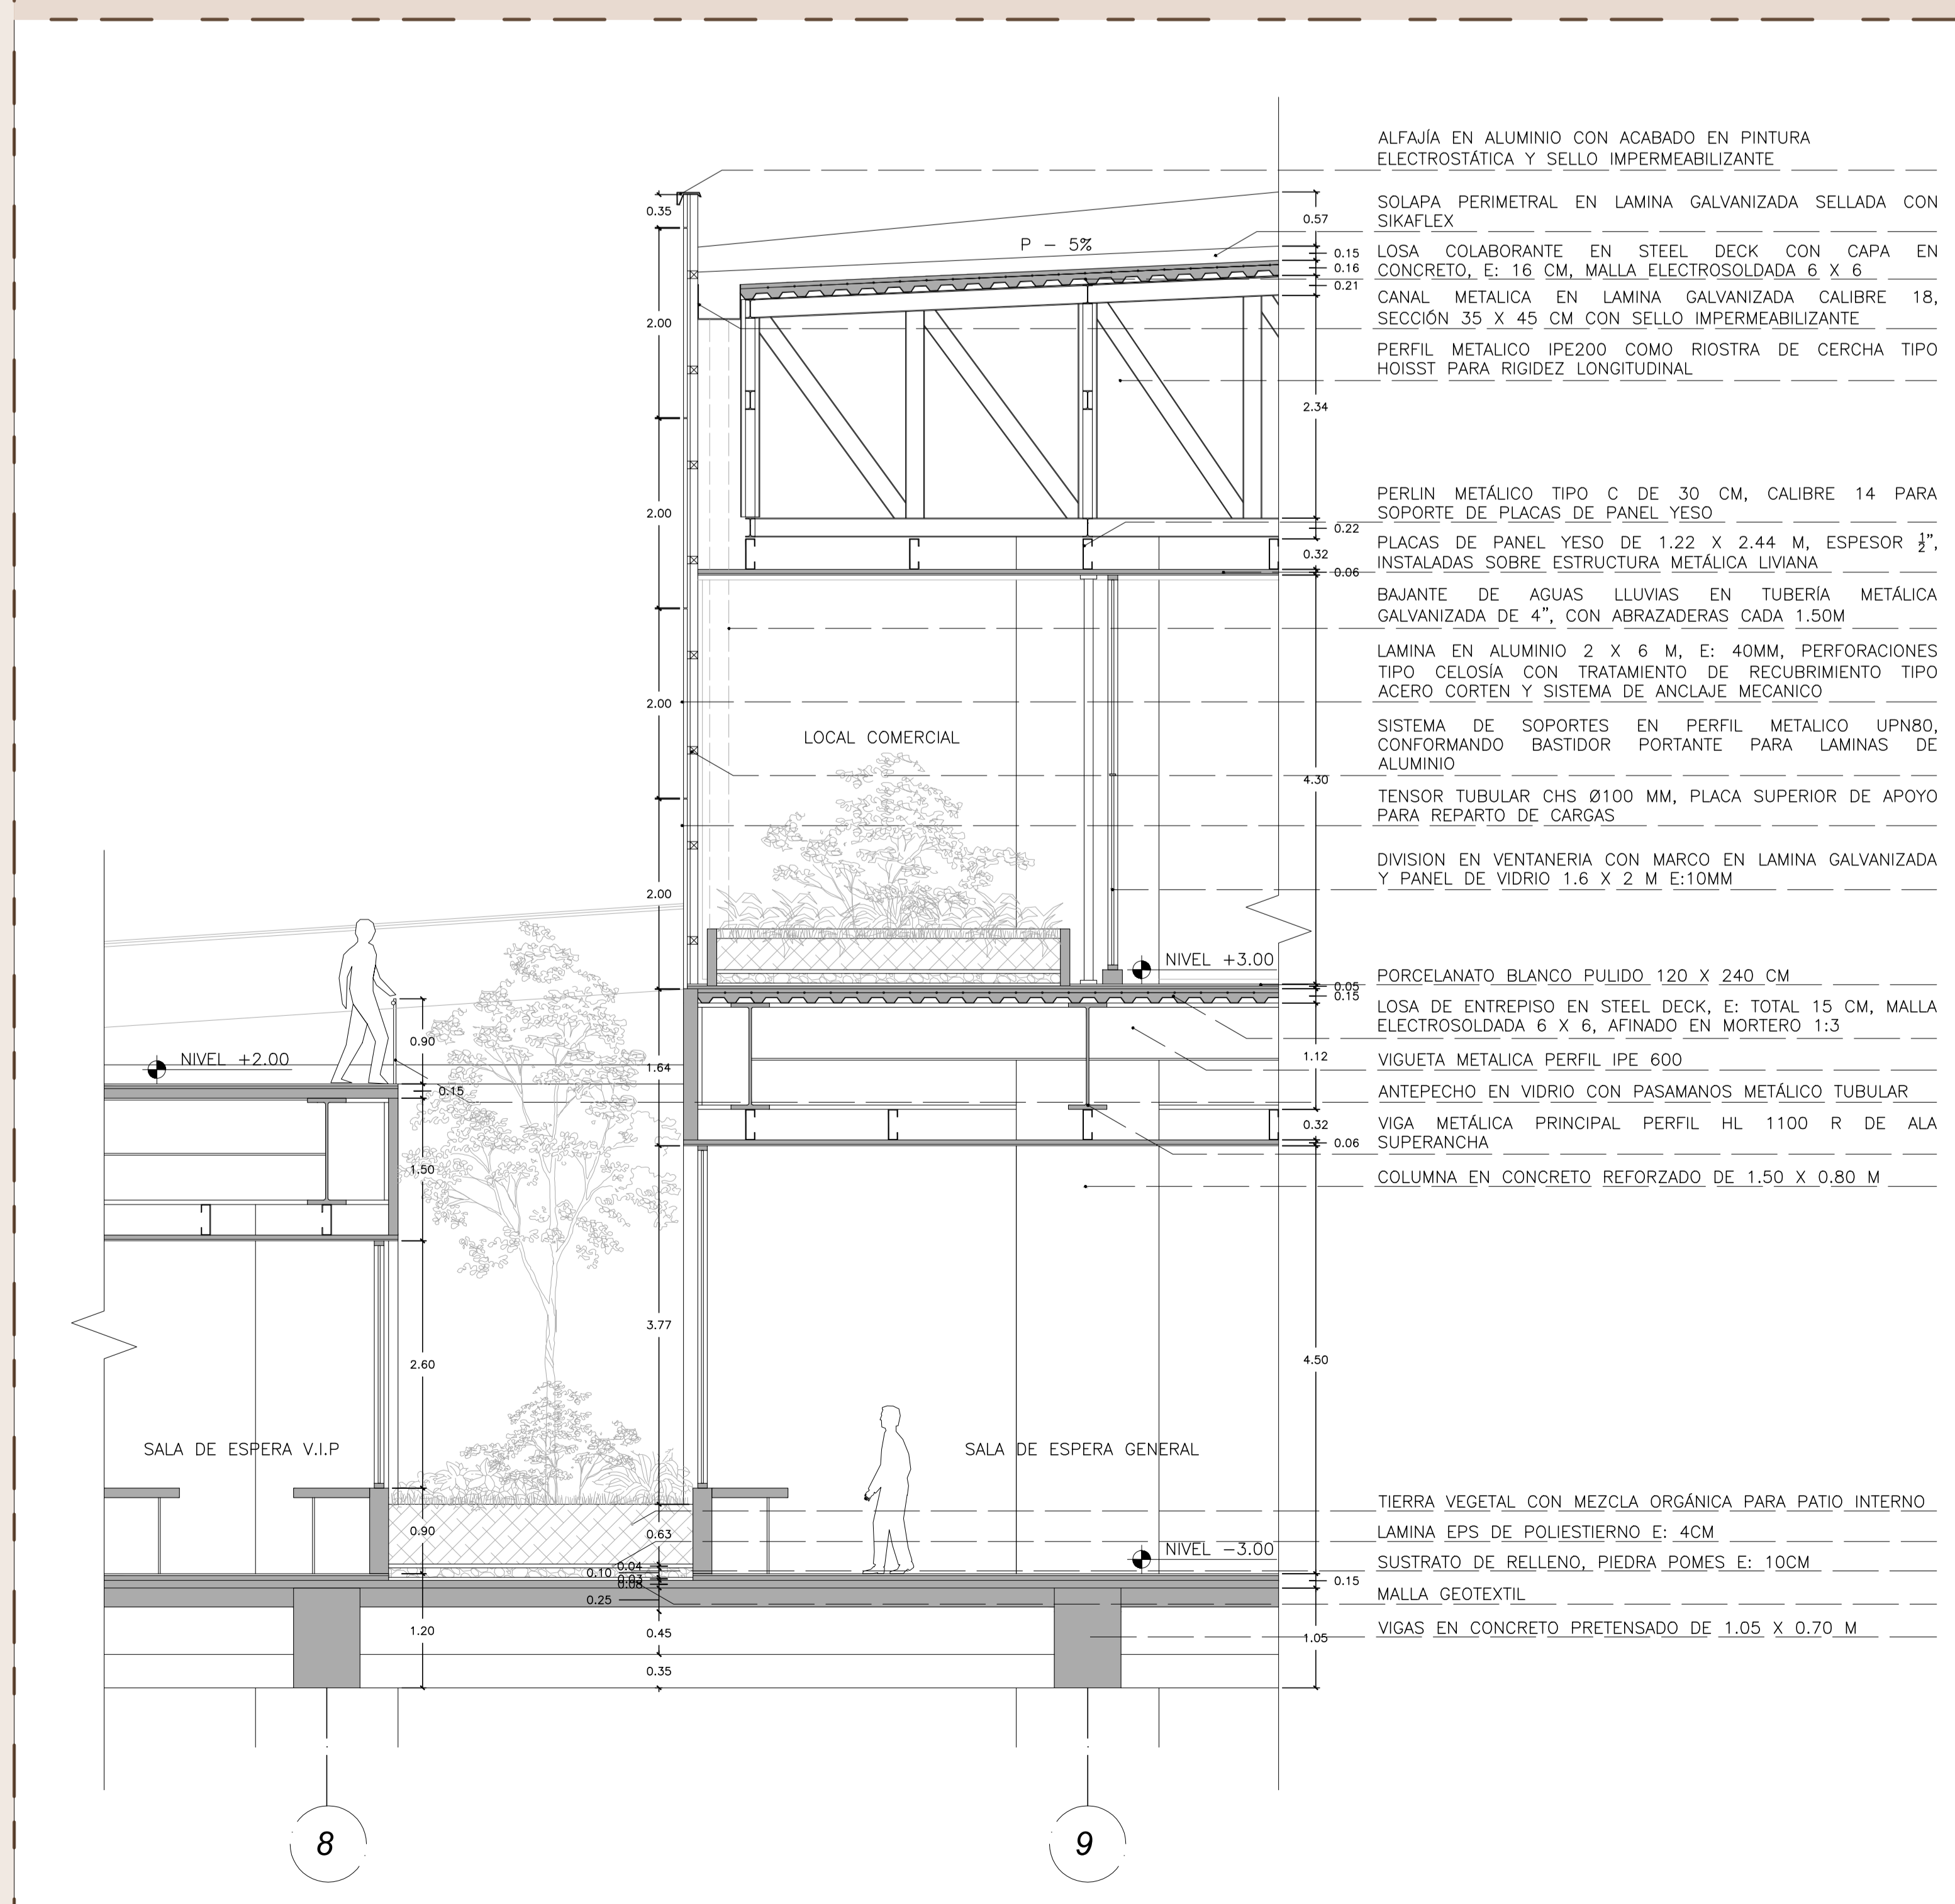 ALFAJÍA EN ALUMINIO CON ACABADO EN PINTURA
ELECTROSTÁTICA Y SELLO IMPERMEABILIZANTE
SOLAPA PERIMETRAL EN LAMINA GALVANIZADA SELLADA CON
SIKAFLEX
LOSA COLABORANTE EN STEEL DECK CON CAPA EN
CONCRETO, E: 16 CM, MALLA ELECTROSOLDADA 6 X 6
CANAL METALICA EN LAMINA GALVANIZADA CALIBRE 18,
SECCIÓN 35 X 45 CM CON SELLO IMPERMEABILIZANTE
PERFIL METALICO IPE200 COMO RIOSTRA DE CERCHA TIPO
HOISST PARA RIGIDEZ LONGITUDINAL
PERLIN METÁLICO TIPO C DE 30 CM, CALIBRE 14 PARA
SOPORTE DE PLACAS DE PANEL YESO
PLACAS DE PANEL YESO DE 1.22 X 2.44 M, ESPESOR ½”,
INSTALADAS SOBRE ESTRUCTURA METÁLICA LIVIANA
BAJANTE DE AGUAS LLUVIAS EN TUBERÍA METÁLICA
GALVANIZADA DE 4”, CON ABRAZADERAS CADA 1.50M
LAMINA EN ALUMINIO 2 X 6 M, E: 40MM, PERFORACIONES
TIPO CELOSÍA CON TRATAMIENTO DE RECUBRIMIENTO TIPO
ACERO CORTEN Y SISTEMA DE ANCLAJE MECANICO
SISTEMA DE SOPORTES EN PERFIL METALICO UPN80,
CONFORMANDO BASTIDOR PORTANTE PARA LAMINAS DE
ALUMINIO
TENSOR TUBULAR CHS Ø100 MM, PLACA SUPERIOR DE APOYO
PARA REPARTO DE CARGAS
DIVISION EN VENTANERIA CON MARCO EN LAMINA GALVANIZADA
Y PANEL DE VIDRIO 1.6 X 2 M E:10MM
PORCELANATO BLANCO PULIDO 120 X 240 CM
LOSA DE ENTREPISO EN STEEL DECK, E: TOTAL 15 CM, MALLA
ELECTROSOLDADA 6 X 6, AFINADO EN MORTERO 1:3
VIGUETA METALICA PERFIL IPE 600
ANTEPECHO EN VIDRIO CON PASAMANOS METÁLICO TUBULAR
VIGA METÁLICA PRINCIPAL PERFIL HL 1100 R DE ALA
SUPERANCHA
COLUMNA EN CONCRETO REFORZADO DE 1.50 X 0.80 M
TIERRA VEGETAL CON MEZCLA ORGÁNICA PARA PATIO INTERNO
LAMINA EPS DE POLIESTIERNO E: 4CM
SUSTRATO DE RELLENO, PIEDRA POMES E: 10CM
MALLA GEOTEXTIL
VIGAS EN CONCRETO PRETENSADO DE 1.05 X 0.70 M
P - 5%
LOCAL COMERCIAL
NIVEL +3.00
NIVEL +2.00
SALA DE ESPERA V.I.P
SALA DE ESPERA GENERAL
NIVEL -3.00
0.35
2.00
2.00
2.00
2.00
1.64
3.77
0.63
0.04
0.10
0.03
0.08
0.25
0.45
0.35
0.90
0.15
1.50
2.60
0.90
1.20
0.57
0.15
0.16
0.21
2.34
0.22
0.32
0.06
4.30
0.05
0.15
1.12
0.32
0.06
4.50
0.15
1.05
8
9